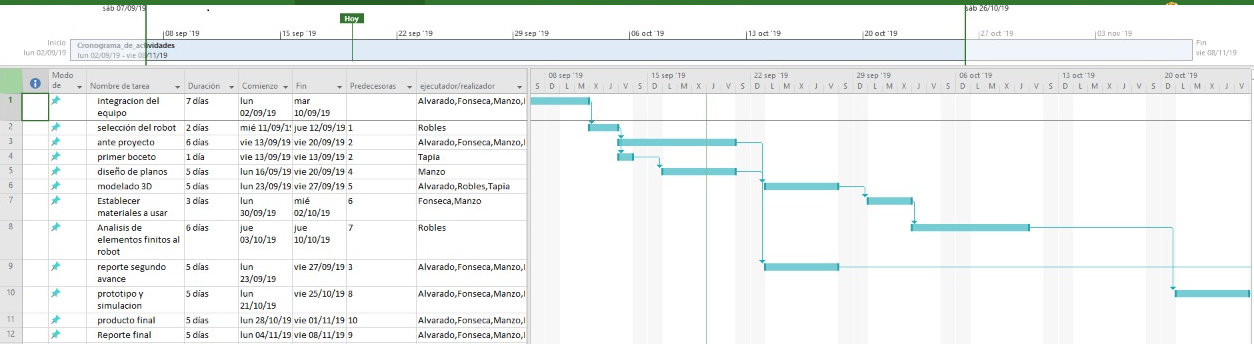 sáb 07/09/19
sáb 26/10/19
Hoy
08 sep '19
15 sep '19
22 sep '19
29 sep '19
06 oct '19
13 oct '19
20 oct '19
27 oct '19
03 nov '19
Inicio
lun 02/09/19
Cronograma_de_actividades
lun 02/09/19 - vie 08/11/19
Fin
vie 08/11/19
Modo de
Nombre de tarea
Duración
Comienzo
Fin
Predecesoras
ejecutador/realizador
08 sep '19
15 sep '19
22 sep '19
29 sep '19
06 oct '19
13 oct '19
20 oct '19
S D L M X J V S D L M X J V S D L M X J V S D L M X J V S D L M X J V S D L M X J V S D L M X J V
1 integracion del equipo 7 días lun 02/09/19 mar 10/09/19 Alvarado,Fonseca,Manzo,
2 selección del robot 2 días mié 11/09/19 jue 12/09/19 1 Robles
3 ante proyecto 6 días vie 13/09/19 vie 20/09/19 2 Alvarado,Fonseca,Manzo,
4 primer boceto 1 día vie 13/09/19 vie 13/09/19 2 Tapia
5 diseño de planos 5 días lun 16/09/19 vie 20/09/19 4 Manzo
6 modelado 3D 5 días lun 23/09/19 vie 27/09/19 5 Alvarado,Robles,Tapia
7 Establecer materiales a usar 3 días lun 30/09/19 mié 02/10/19 6 Fonseca,Manzo
8 Analisis de elementos finitos al robot 6 días jue 03/10/19 jue 10/10/19 7 Robles
9 reporte segundo avance 5 días lun 23/09/19 vie 27/09/19 3 Alvarado,Fonseca,Manzo,
10 prototipo y simulacion 5 días lun 21/10/19 vie 25/10/19 8 Alvarado,Fonseca,Manzo,
11 producto final 5 días lun 28/10/19 vie 01/11/19 10 Alvarado,Fonseca,Manzo,
12 Reporte final 5 días lun 04/11/19 vie 08/11/19 9 Alvarado,Fonseca,Manzo,